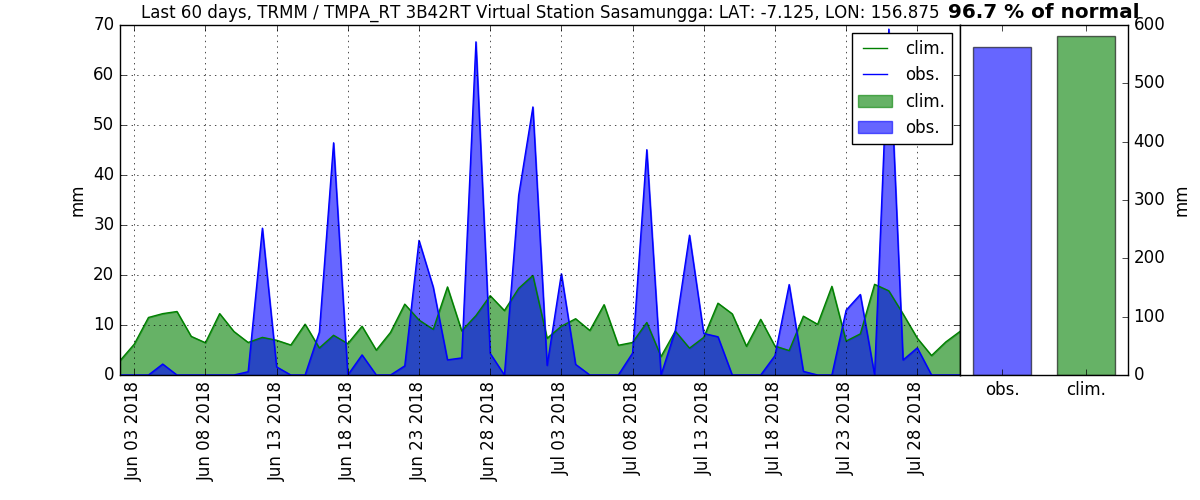 Last 60 days, TRMM / TMPA_RT 3B42RT Virtual Station Sasamungga: LAT: -7.125, LON: 156.875 96.7 % of normal
mm
70
60
50
40
30
20
10
0
clim.
obs.
clim.
obs.
Jun 03 2018
Jun 08 2018
Jun 13 2018
Jun 18 2018
Jun 23 2018
Jun 28 2018
Jul 03 2018
Jul 08 2018
Jul 13 2018
Jul 18 2018
Jul 23 2018
Jul 28 2018
600
500
400
300
200
100
0
mm
obs. clim.